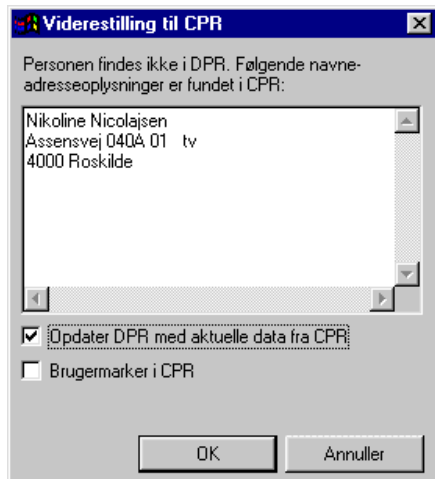 Viderestilling til CPR
Personen findes ikke i DPR. Følgende navne-
adresseoplysninger er fundet i CPR:
Nikoline Nicolajsen
Assensvej 040A 01 tv
4000 Roskilde
Opdater DPR med aktuelle data fra CPR
Brugermarker i CPR
OK
Annuller